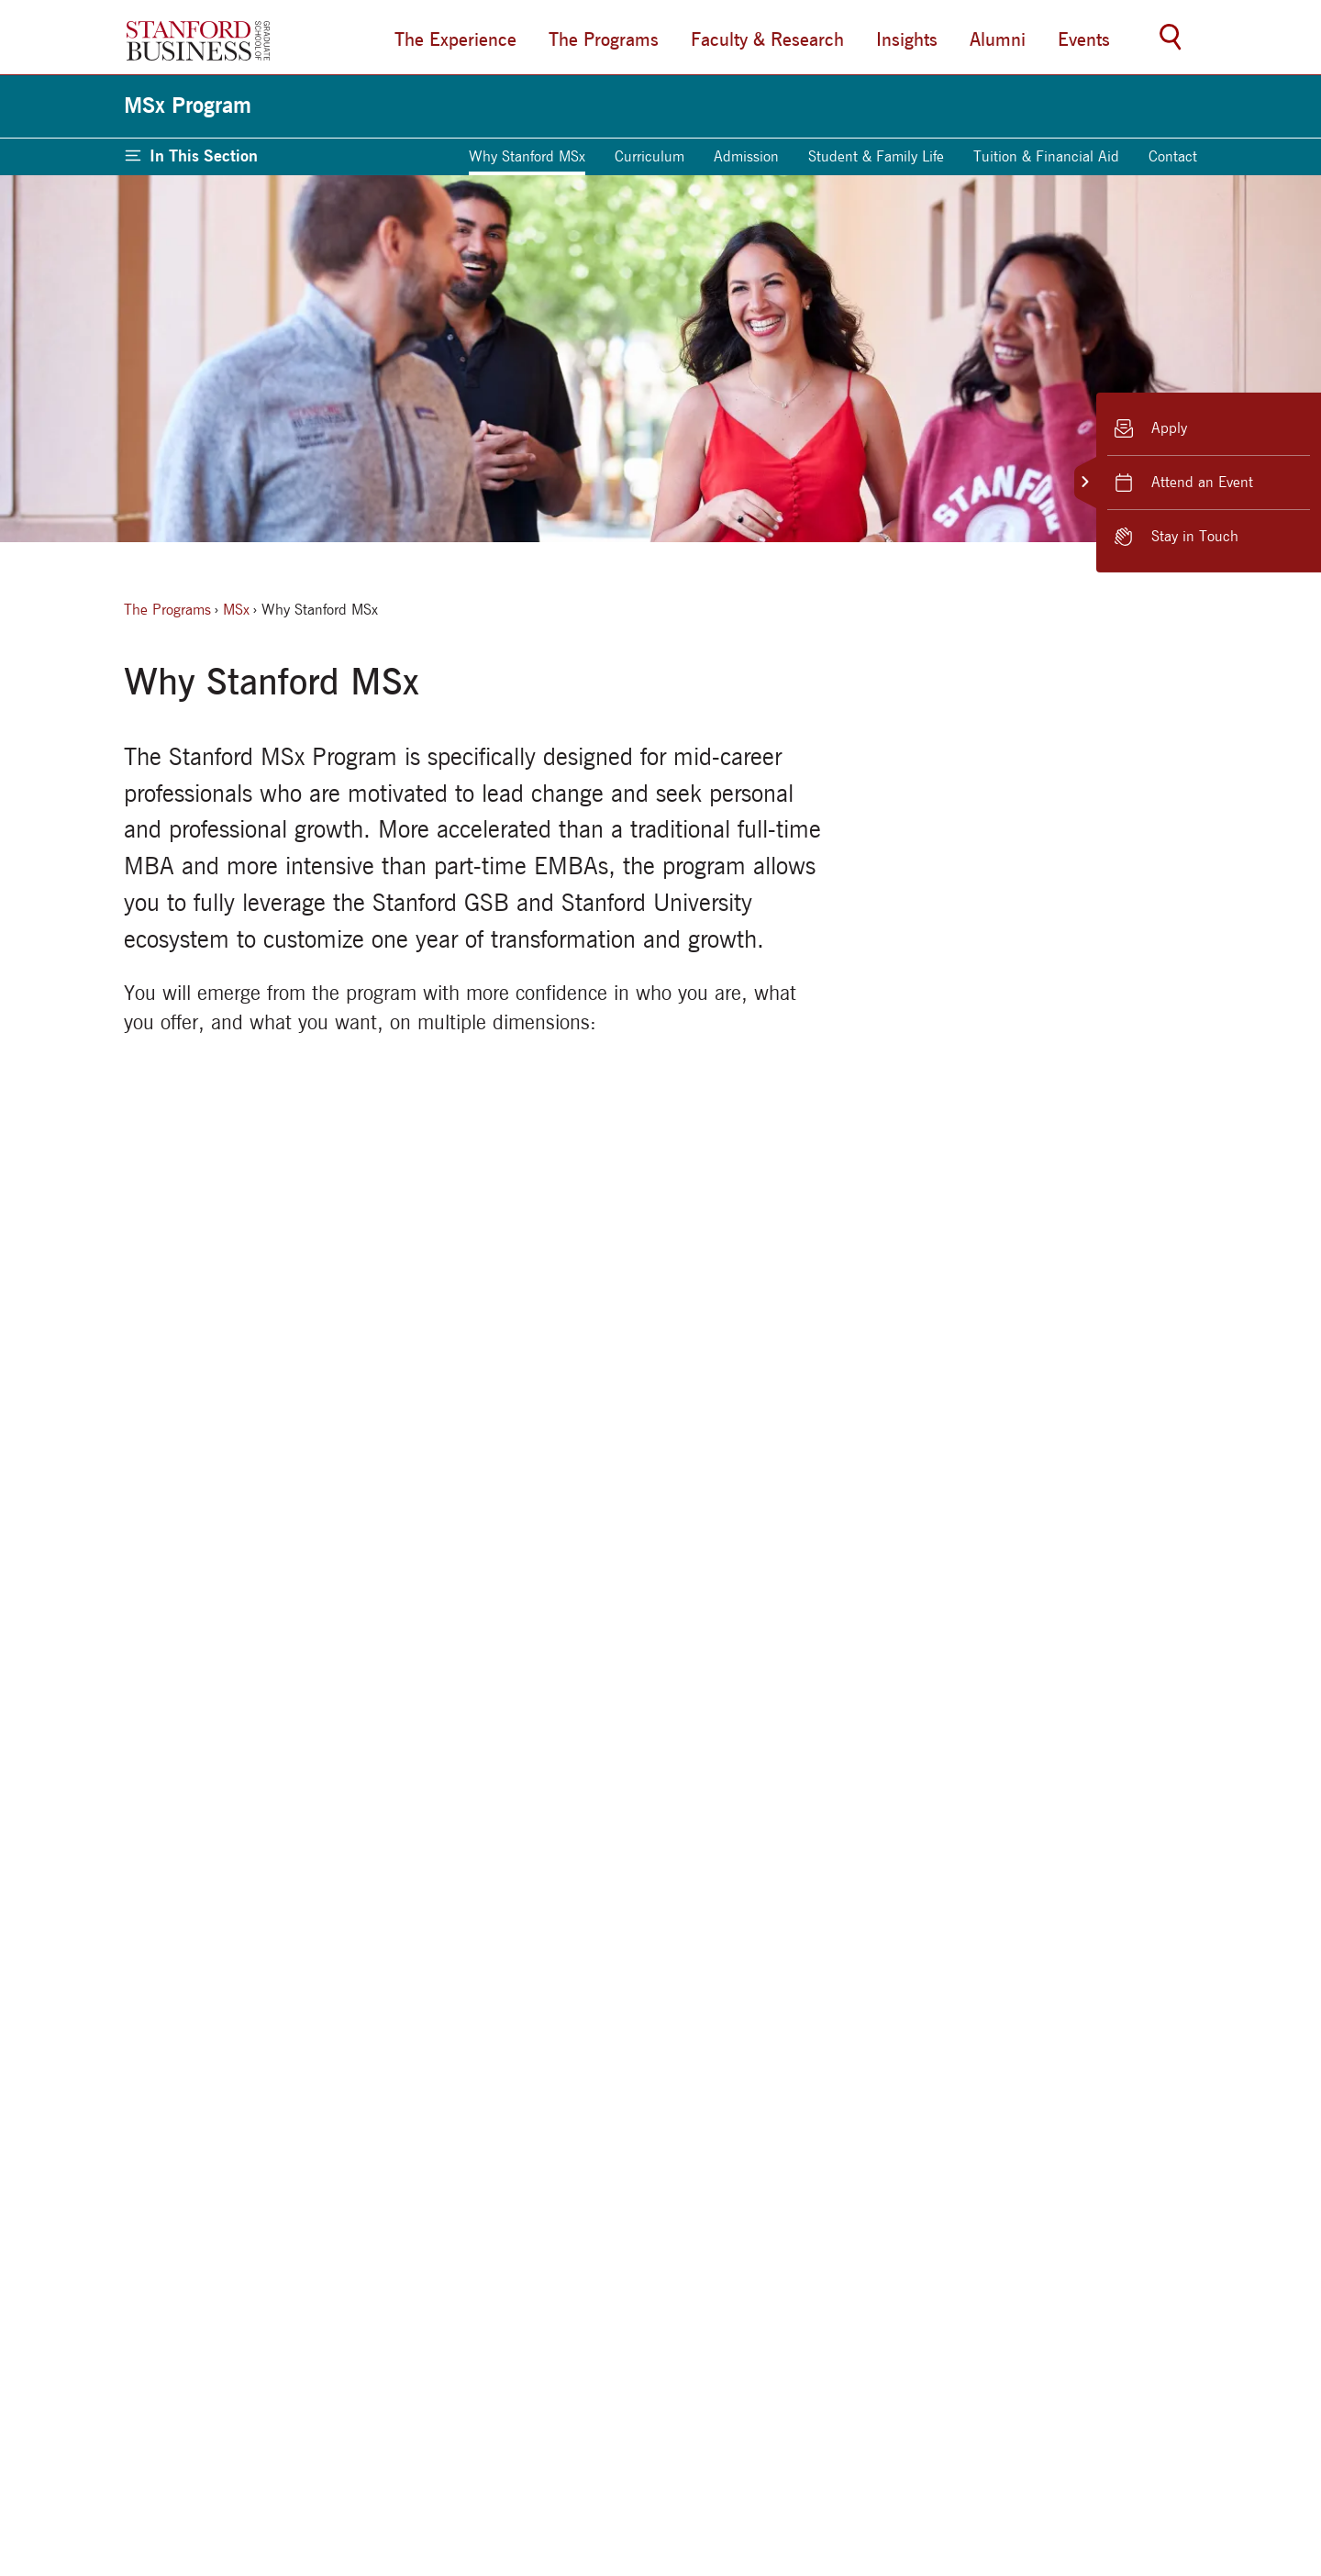 STANFORD
BUSINESS
GRADUATE
SCHOOL OF
The Experience
The Programs
Faculty & Research
Insights
Alumni
Events
MSx Program
In This Section
Why Stanford MSx
Curriculum
Admission
Student & Family Life
Tuition & Financial Aid
Contact
STANFO
Apply
Attend an Event
Stay in Touch
The Programs › MSx › Why Stanford MSx
Why Stanford MSx
The Stanford MSx Program is specifically designed for mid-career
professionals who are motivated to lead change and seek personal
and professional growth. More accelerated than a traditional full-time
MBA and more intensive than part-time EMBAs, the program allows
you to fully leverage the Stanford GSB and Stanford University
ecosystem to customize one year of transformation and growth.
You will emerge from the program with more confidence in who you are, what
you offer, and what you want, on multiple dimensions: